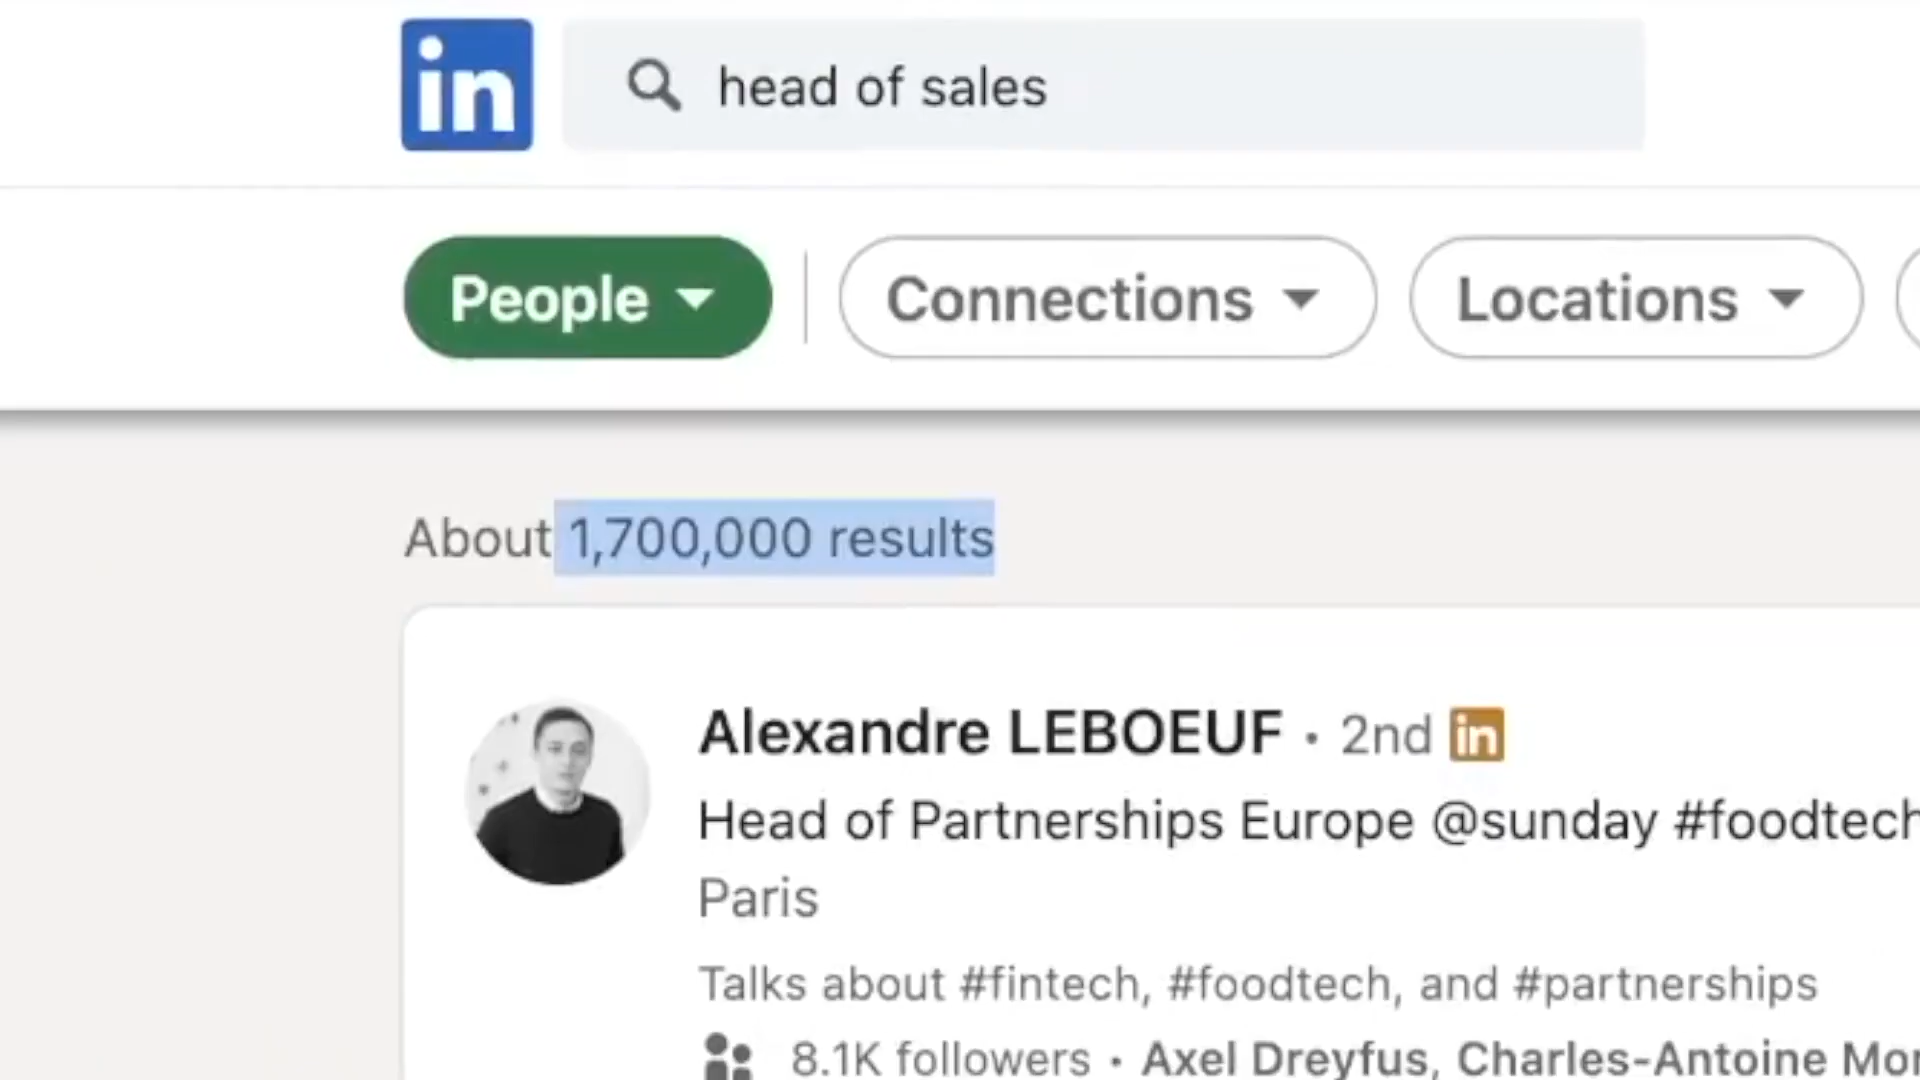 in head of sales
People Connections Locations
About 1,700,000 results
Alexandre LEBOEUF • 2nd in
Head of Partnerships Europe @sunday #foodtech
Paris
Talks about #fintech, #foodtech, and #partnerships
8.1K followers • Axel Dreyfus, Charles-Antoine